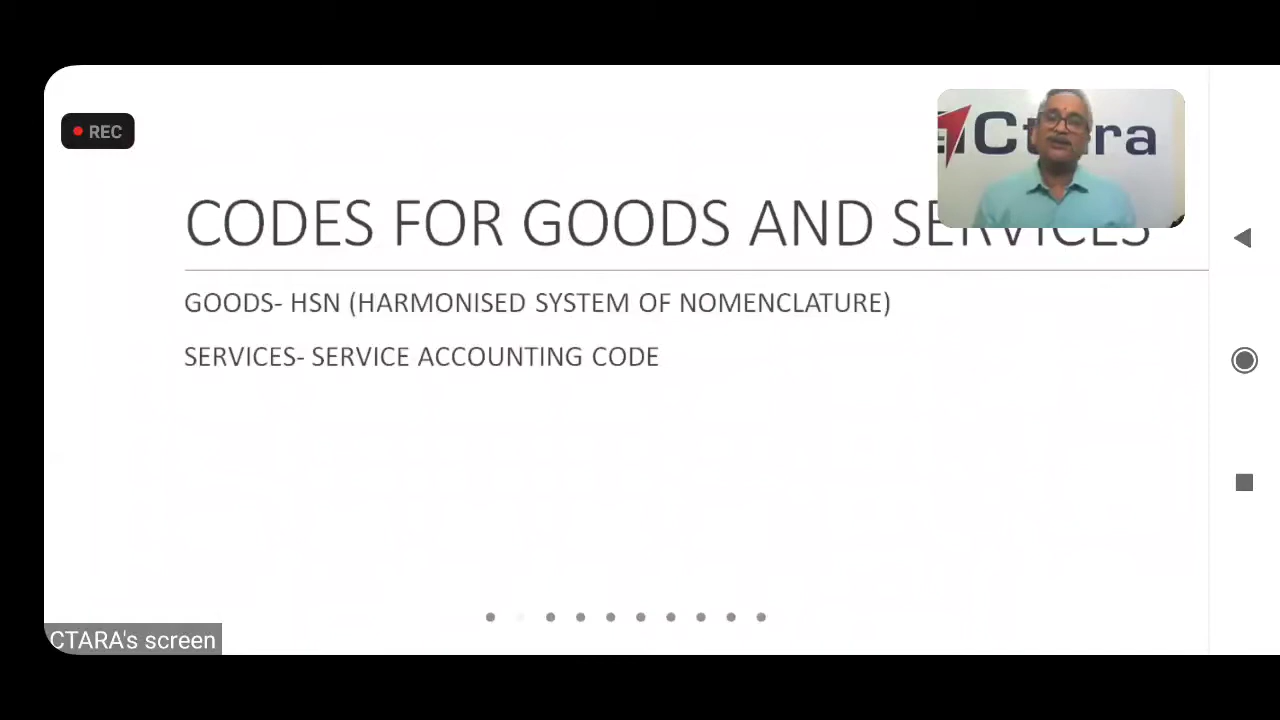 REC
CODES FOR GOODS AND SERVICES
GOODS- HSN (HARMONISED SYSTEM OF NOMENCLATURE)
SERVICES- SERVICE ACCOUNTING CODE
CTARA's screen